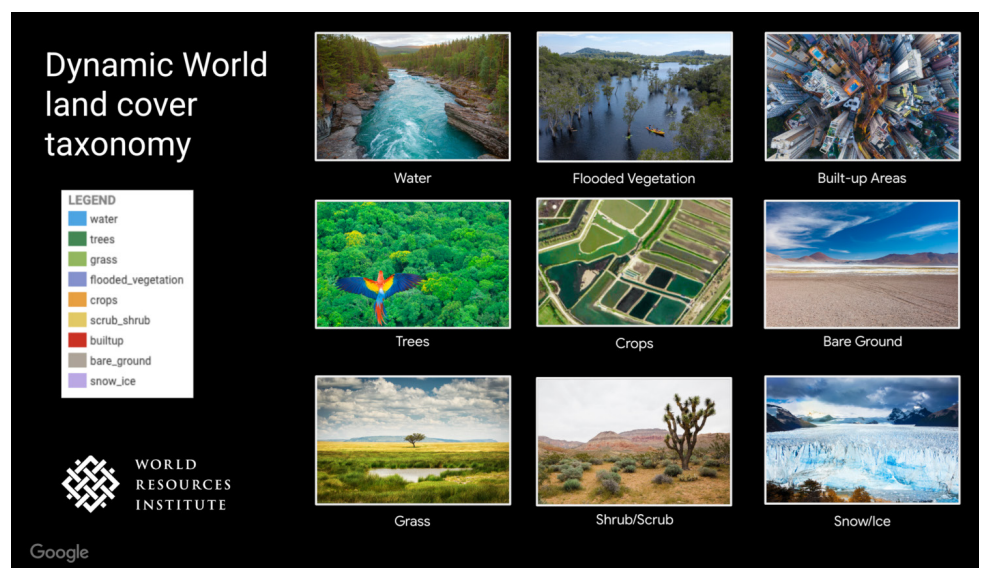 Dynamic World
land cover
taxonomy
LEGEND
water
trees
grass
flooded_vegetation
crops
scrub_shrub
builtup
bare_ground
snow_ice
WORLD
RESOURCES
INSTITUTE
Google
Water
Flooded Vegetation
Built-up Areas
Trees
Crops
Bare Ground
Grass
Shrub/Scrub
Snow/Ice